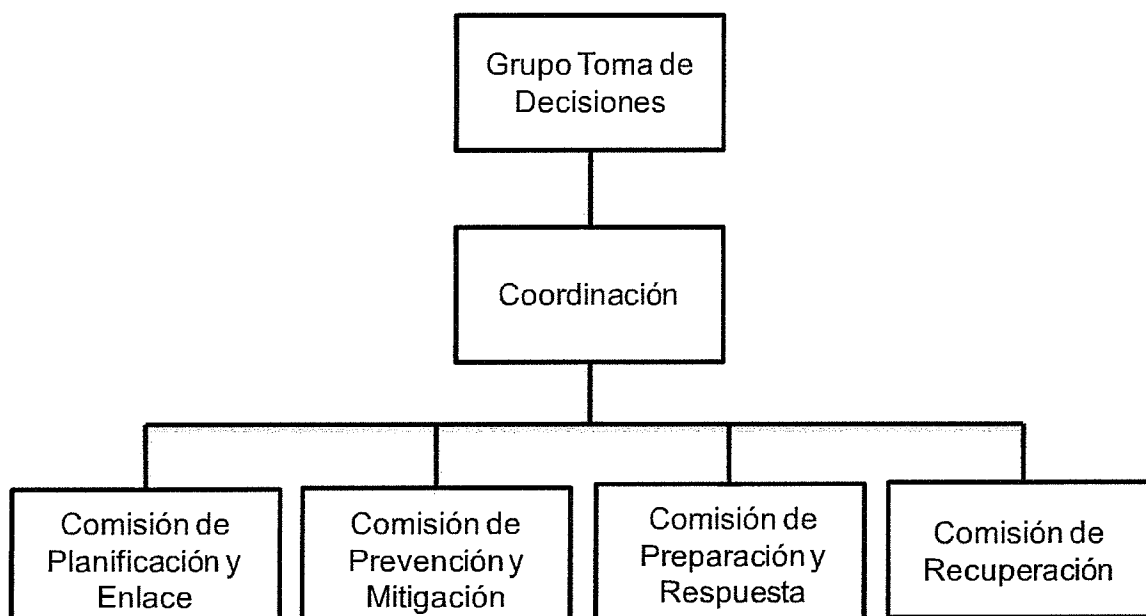 Grupo Toma de
Decisiones
Coordinación
Comisión de
Planificación y
Enlace
Comisión de
Prevención y
Mitigación
Comisión de
Preparación y
Respuesta
Comisión de
Recuperación